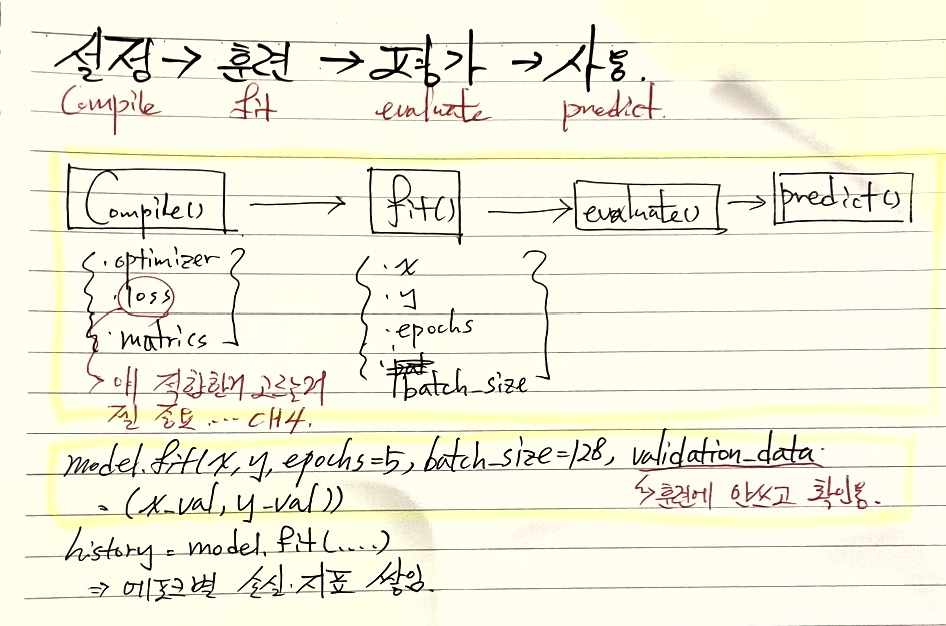 설정 → 훈련 → 평가 → 사용.
Compile fit evaluate predict.
Compile() → fit() → evaluate() → predict()
· optimizer
· loss
· matrics
· x
· y
· epochs
· batch_size
얘 적합한거 고르는게
젤 중요 ... CH4.
model.fit(x, y, epochs=5, batch_size=128, validation_data
= (x_val, y_val))
↳ 훈련에 안쓰고 확인용.
history = model.fit(....)
⇒ 에포크별 손실·지표 쌓임.